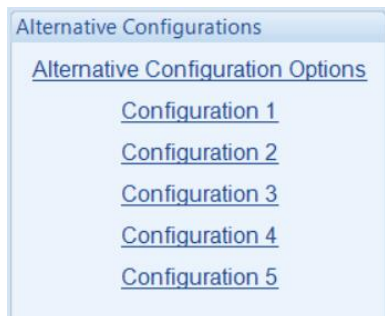 Alternative Configurations
Alternative Configuration Options
Configuration 1
Configuration 2
Configuration 3
Configuration 4
Configuration 5